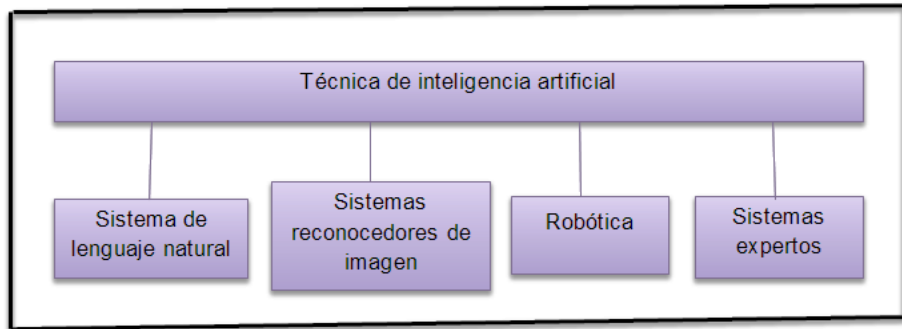 Técnica de inteligencia artificial
Sistema de
lenguaje natural
Sistemas
reconocedores de
imagen
Robótica
Sistemas
expertos